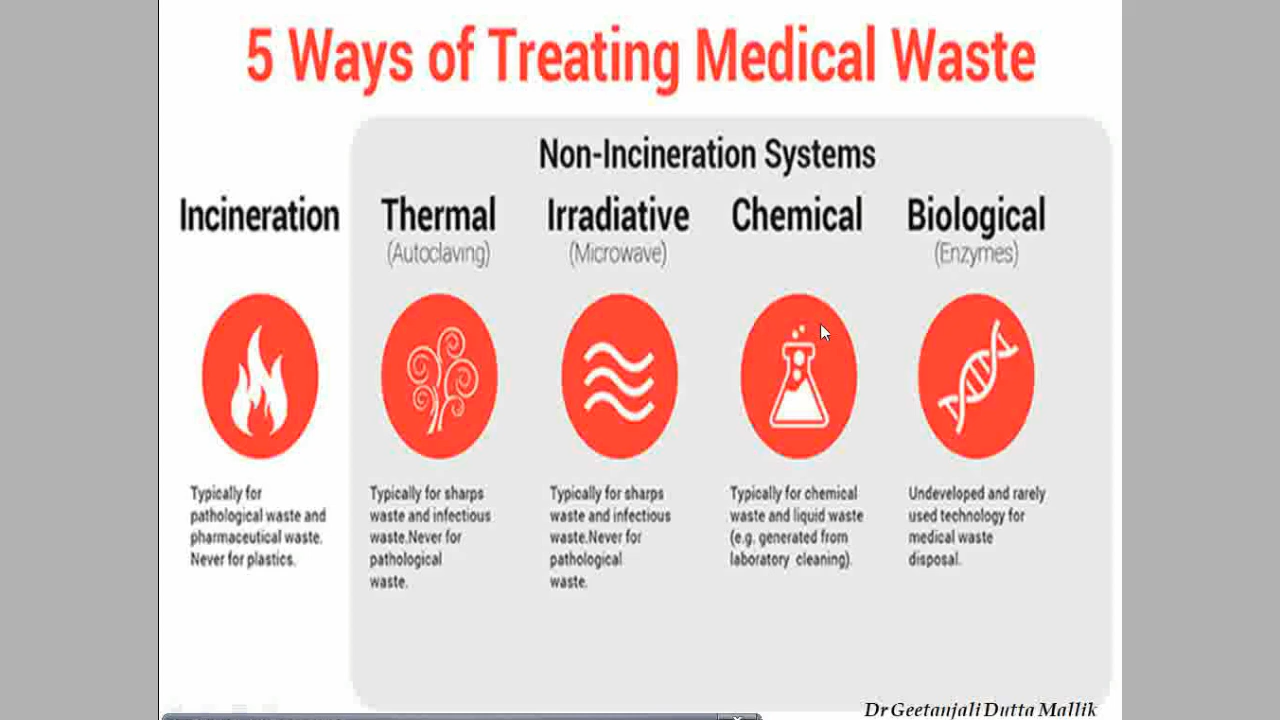 5 Ways of Treating Medical Waste
Non-Incineration Systems
Incineration
Typically for
pathological waste and
pharmaceutical waste.
Never for plastics.
Thermal
(Autoclaving)
Typically for sharps
waste and infectious
waste.Never for
pathological
waste.
Irradiative
(Microwave)
Typically for sharps
waste and infectious
waste.Never for
pathological
waste.
Chemical
Typically for chemical
waste and liquid waste
(e.g. generated from
laboratory cleaning).
Biological
(Enzymes)
Undeveloped and rarely
used technology for
medical waste
disposal.
Dr Geetanjali Dutta Mallik